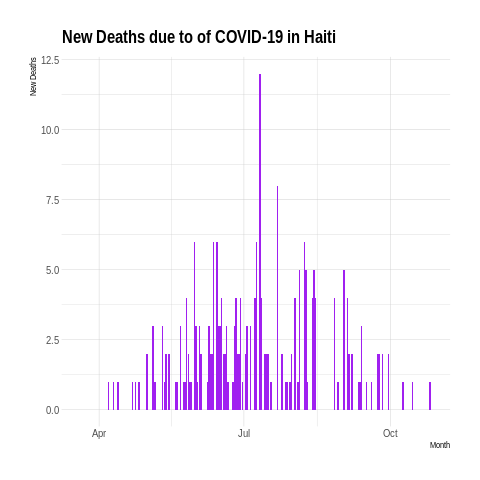 New Deaths due to of COVID-19 in Haiti
New Deaths
12.5
10.0
7.5
5.0
2.5
0.0
Apr
Jul
Oct
Month